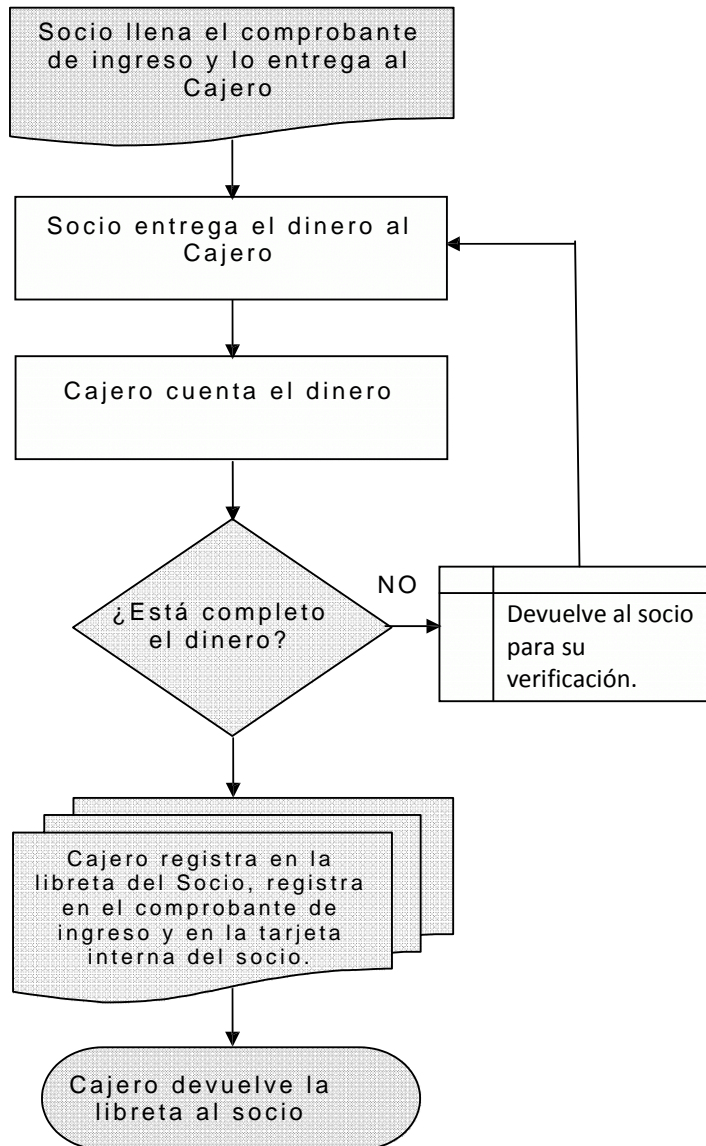 Socio llena el comprobante
de ingreso y lo entrega al
Cajero
Socio entrega el dinero al
Cajero
Cajero cuenta el dinero
¿Está completo
el dinero?
NO
Devuelve al socio
para su
verificación.
Cajero registra en la
libreta del Socio, registra
en el comprobante de
ingreso y en la tarjeta
interna del socio.
Cajero devuelve la
libreta al socio